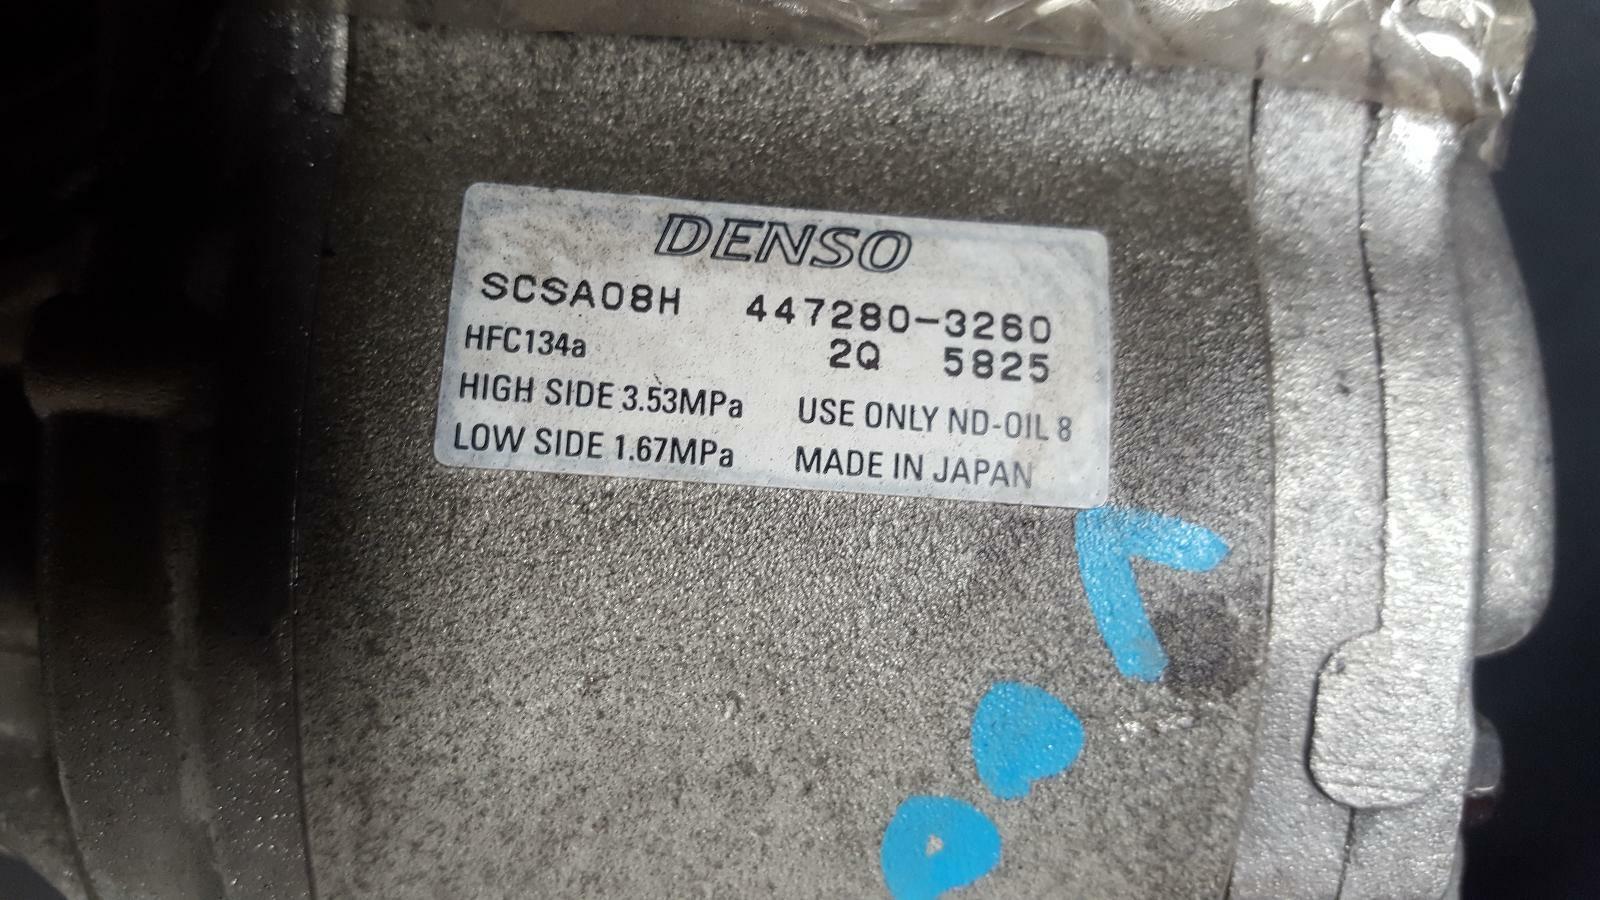 DENSO
SCSA08H 447280-3260
HFC134a 2Q 5825
HIGH SIDE 3.53MPa USE ONLY ND-OIL 8
LOW SIDE 1.67MPa MADE IN JAPAN